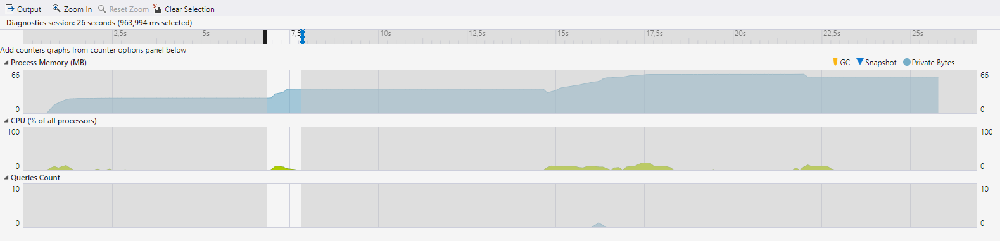 Output Zoom In Reset Zoom Clear Selection
Diagnostics session: 26 seconds (963,994 ms selected)
2,5s 5s 7,5 10s 12,5s 15s 17,5s 20s 22,5s 25s
Add counters graphs from counter options panel below
Process Memory (MB) GC Snapshot Private Bytes
66 66
0 0
CPU (% of all processors)
100 100
0 0
Queries Count
10 10
0 0